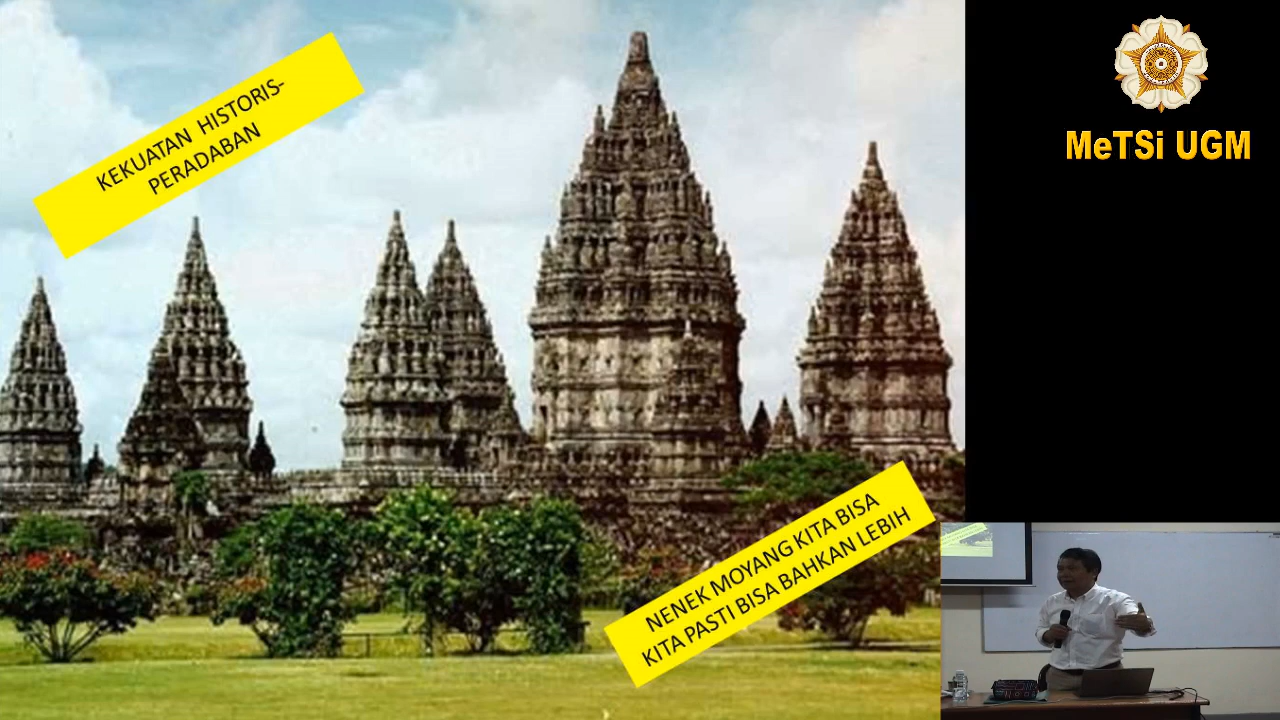 KEKUATAN HISTORIS-
PERADABAN
MeTSi UGM
NENEK MOYANG KITA BISA
KITA PASTI BISA BAHKAN LEBIH